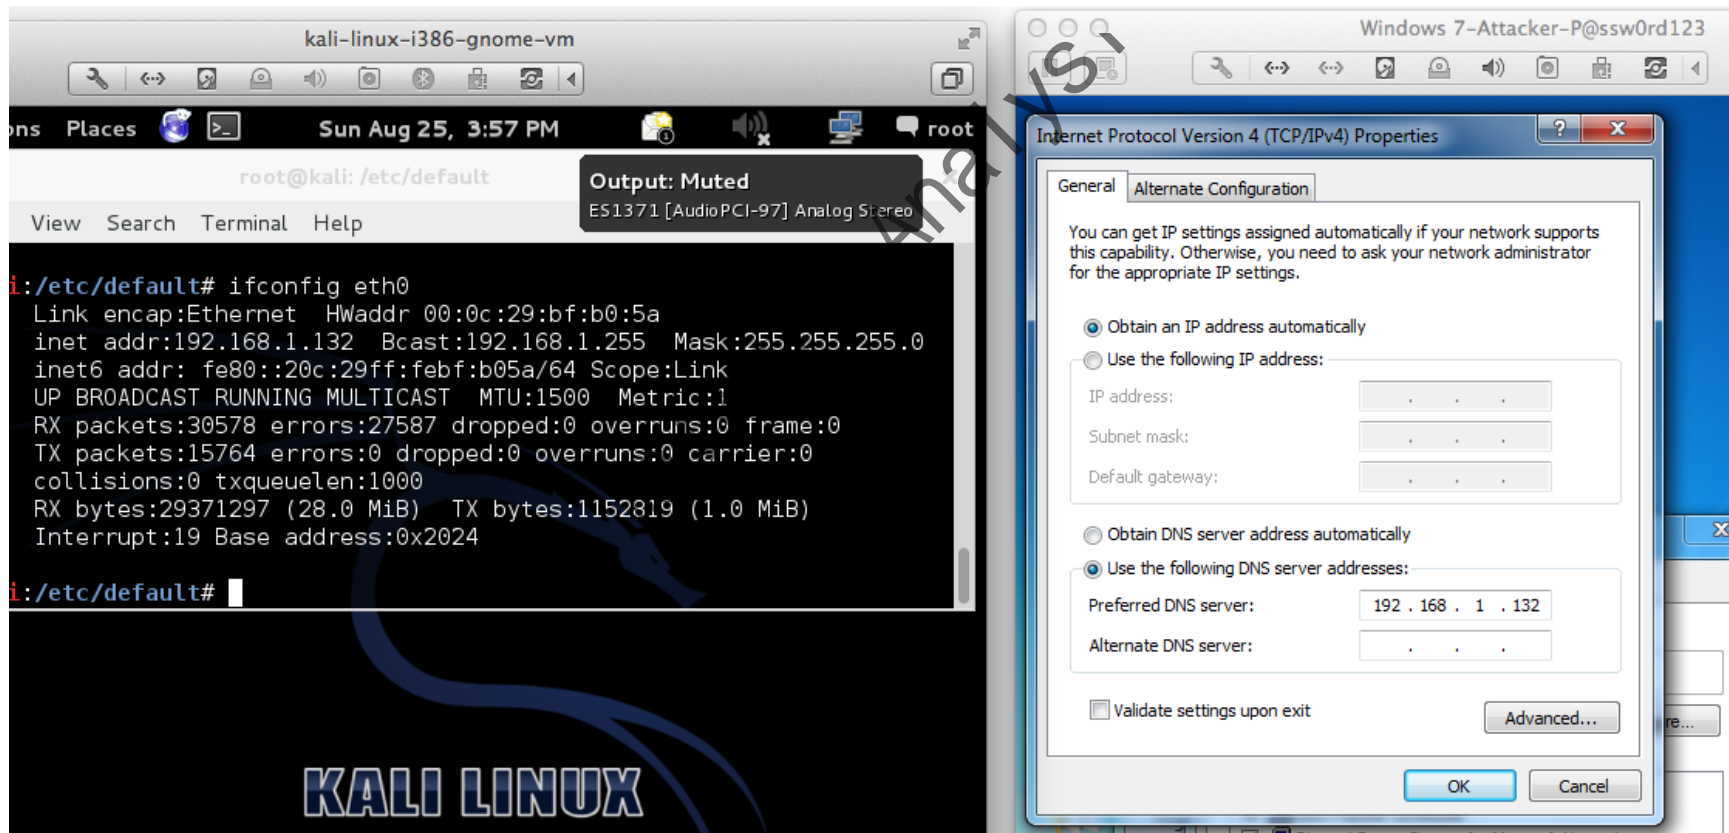 kali-linux-i386-gnome-vm
ons Places Sun Aug 25, 3:57 PM 1 root
root@kali: /etc/default
Output: Muted
ES1371 [AudioPCI-97] Analog Stereo
View Search Terminal Help
i:/etc/default# ifconfig eth0
Link encap:Ethernet HWaddr 00:0c:29:bf:b0:5a
inet addr:192.168.1.132 Bcast:192.168.1.255 Mask:255.255.255.0
inet6 addr: fe80::20c:29ff:febf:b05a/64 Scope:Link
UP BROADCAST RUNNING MULTICAST MTU:1500 Metric:1
RX packets:30578 errors:27587 dropped:0 overruns:0 frame:0
TX packets:15764 errors:0 dropped:0 overruns:0 carrier:0
collisions:0 txqueuelen:1000
RX bytes:29371297 (28.0 MiB) TX bytes:1152819 (1.0 MiB)
Interrupt:19 Base address:0x2024
i:/etc/default#
KALI LINUX
Analysi
Windows 7-Attacker-P@ssw0rd123
Internet Protocol Version 4 (TCP/IPv4) Properties
General Alternate Configuration
You can get IP settings assigned automatically if your network supports
this capability. Otherwise, you need to ask your network administrator
for the appropriate IP settings.
Obtain an IP address automatically
Use the following IP address:
IP address: . . .
Subnet mask: . . .
Default gateway: . . .
Obtain DNS server address automatically
Use the following DNS server addresses:
Preferred DNS server: 192 . 168 . 1 . 132
Alternate DNS server: . . .
Validate settings upon exit
Advanced...
re...
OK Cancel